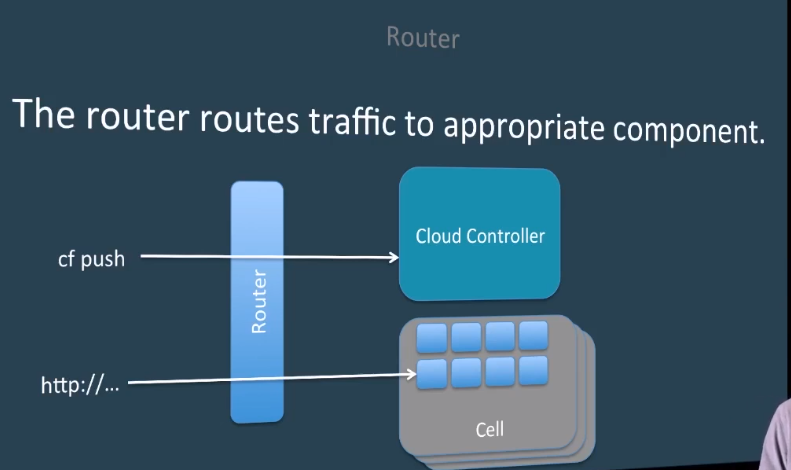 Router
The router routes traffic to appropriate component.
Cloud Controller
cf push
Router
http://...
Cell